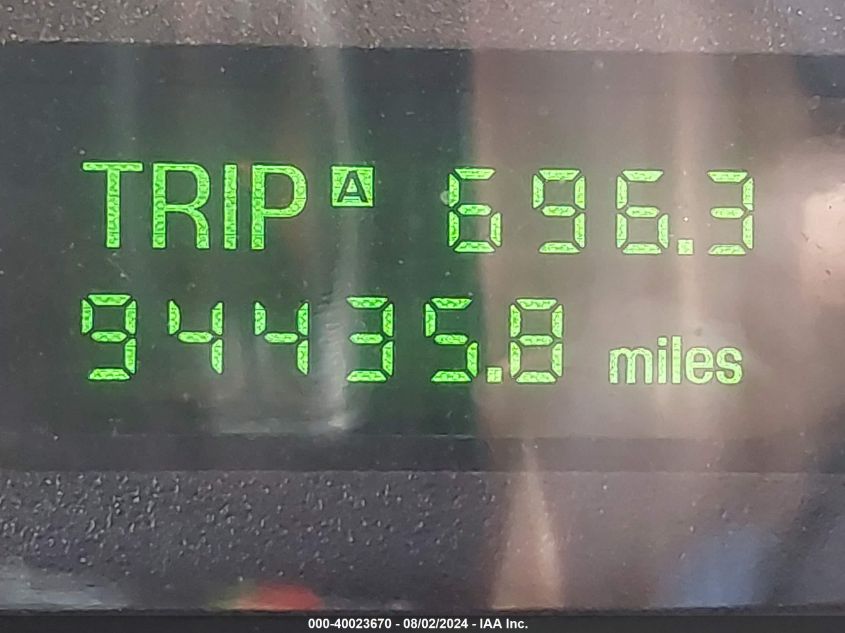 TRIP A 696.3
94435.8 miles
000-40023670 - 08/02/2024 - IAA Inc.